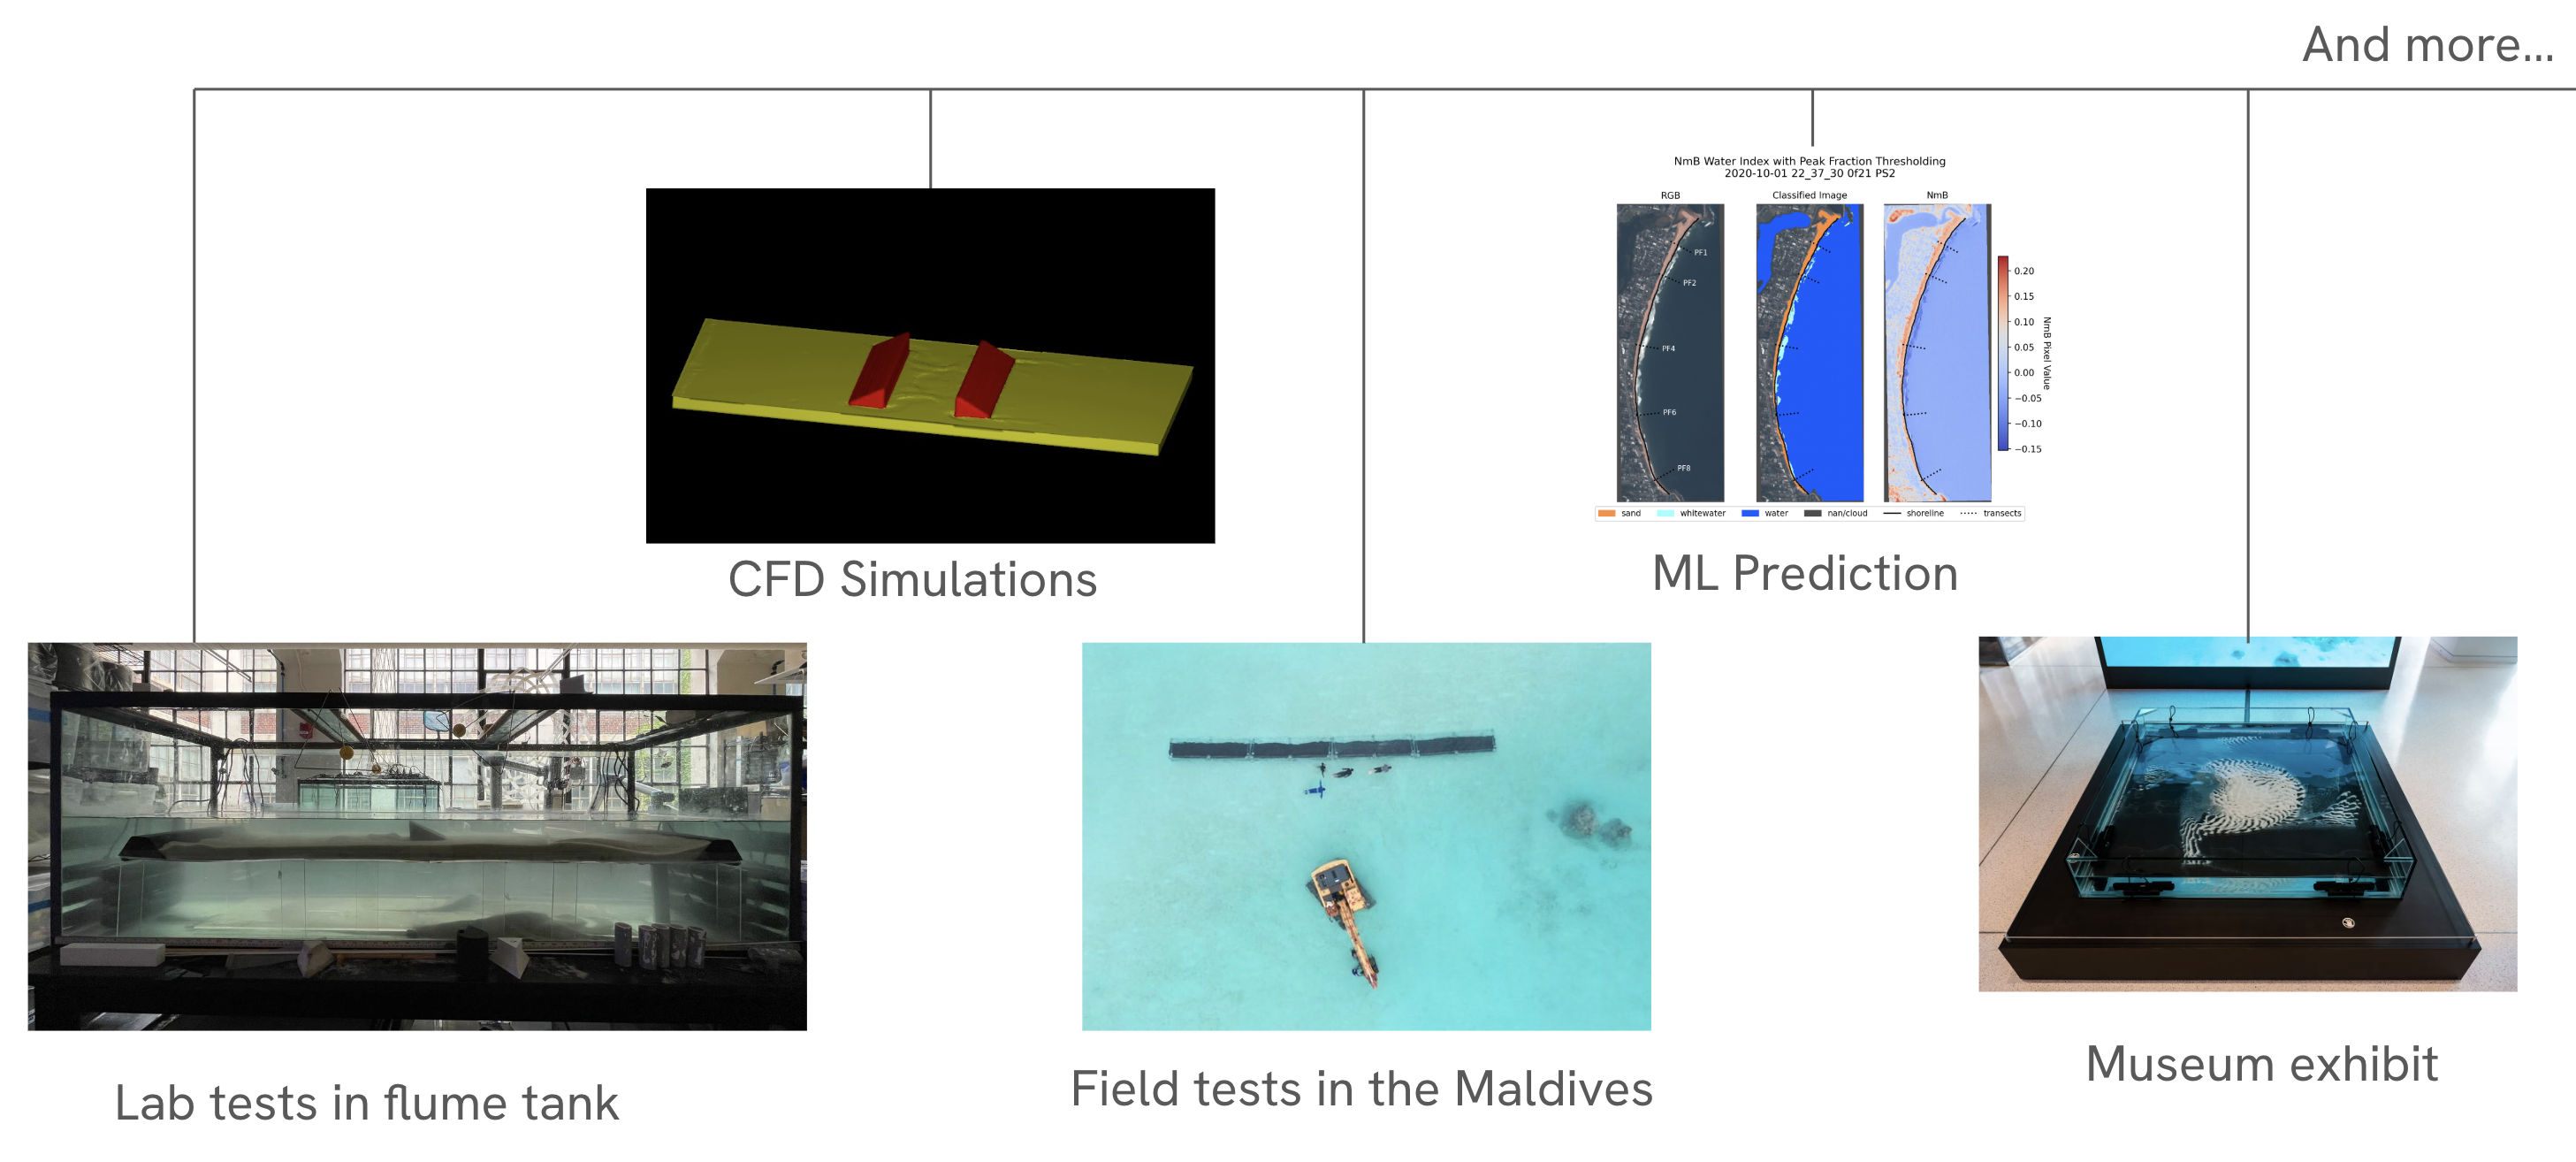 And more...
NmB Water Index with Peak Fraction Thresholding
2020-10-01 22_37_30 0f21 PS2
RGB
Classified Image
NmB
PF1
PF2
PF4
PF6
PF8
0.20
0.15
0.10
0.05
0.00
−0.05
−0.10
−0.15
NmB Pixel Value
sand
whitewater
water
nan/cloud
shoreline
transects
CFD Simulations
ML Prediction
Lab tests in flume tank
Field tests in the Maldives
Museum exhibit